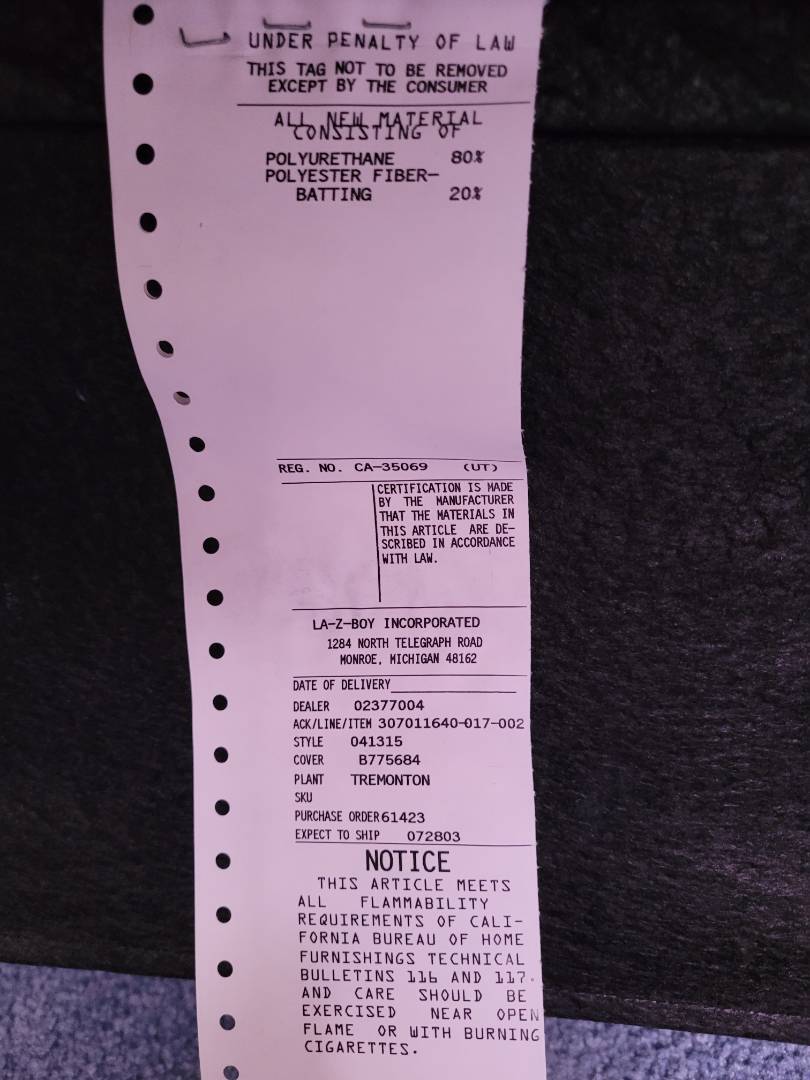 UNDER PENALTY OF LAW
THIS TAG NOT TO BE REMOVED
EXCEPT BY THE CONSUMER
ALL NEW MATERIAL
CONSISTING OF
POLYURETHANE 80%
POLYESTER FIBER-
BATTING 20%
REG. NO. CA-35069 (UT)
CERTIFICATION IS MADE
BY THE MANUFACTURER
THAT THE MATERIALS IN
THIS ARTICLE ARE DE-
SCRIBED IN ACCORDANCE
WITH LAW.
LA-Z-BOY INCORPORATED
1284 NORTH TELEGRAPH ROAD
MONROE, MICHIGAN 48162
DATE OF DELIVERY
DEALER 02377004
ACK/LINE/ITEM 307011640-017-002
STYLE 041315
COVER B775684
PLANT TREMONTON
SKU
PURCHASE ORDER 61423
EXPECT TO SHIP 072803
NOTICE
THIS ARTICLE MEETS
ALL FLAMMABILITY
REQUIREMENTS OF CALI-
FORNIA BUREAU OF HOME
FURNISHINGS TECHNICAL
BULLETINS 116 AND 117.
AND CARE SHOULD BE
EXERCISED NEAR OPEN
FLAME OR WITH BURNING
CIGARETTES.